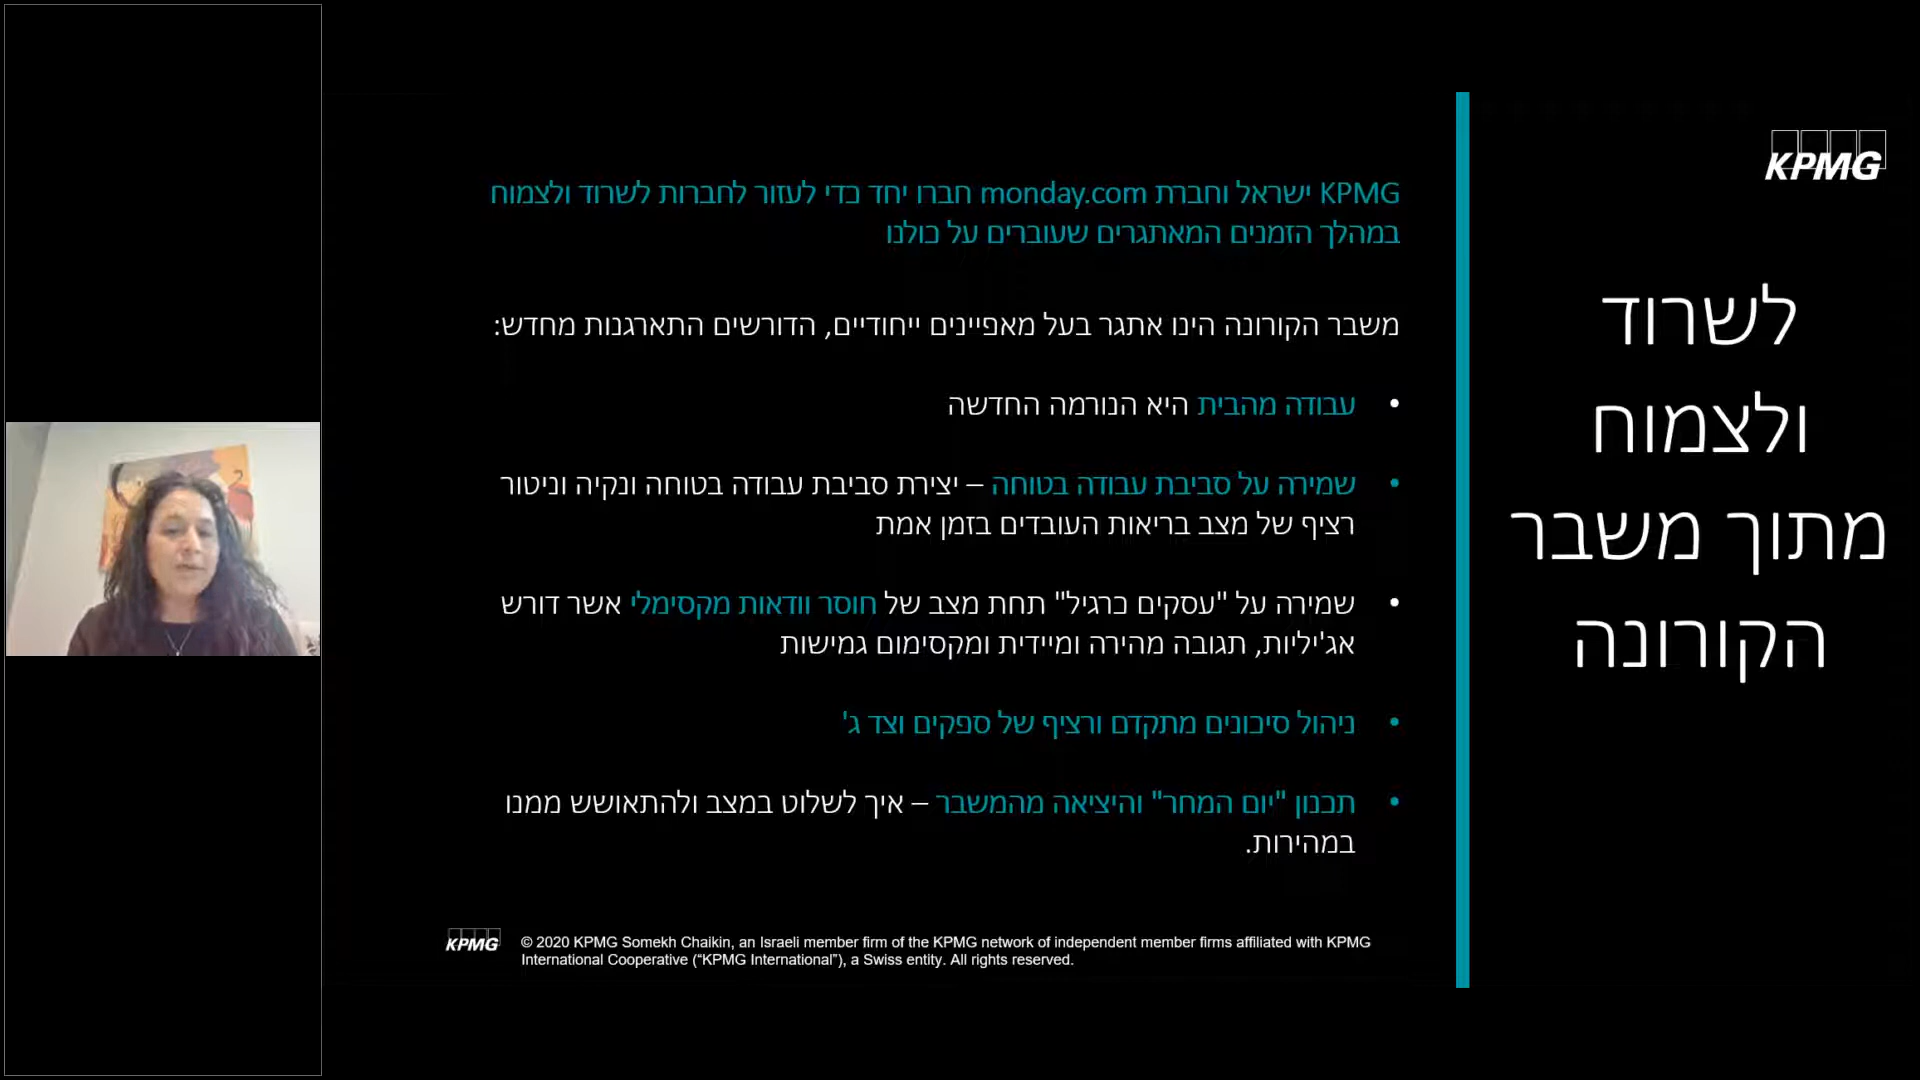 KPMG
לשרוד
ולצמוח
מתוך משבר
הקורונה
KPMG ישראל וחברת monday.com חברו יחד כדי לעזור לחברות לשרוד ולצמוח
במהלך הזמנים המאתגרים שעוברים על כולנו
משבר הקורונה הינו אתגר בעל מאפיינים ייחודיים, הדורשים התארגנות מחדש:
• עבודה מהבית היא הנורמה החדשה
• שמירה על סביבת עבודה בטוחה – יצירת סביבת עבודה בטוחה ונקיה וניטור
רציף של מצב בריאות העובדים בזמן אמת
• שמירה על "עסקים כרגיל" תחת מצב של חוסר וודאות מקסימלי אשר דורש
אג'יליות, תגובה מהירה ומיידית ומקסימום גמישות
• ניהול סיכונים מתקדם ורציף של ספקים וצד ג'
• תכנון "יום המחר" והיציאה מהמשבר – איך לשלוט במצב ולהתאושש ממנו
במהירות.
KPMG
© 2020 KPMG Somekh Chaikin, an Israeli member firm of the KPMG network of independent member firms affiliated with KPMG
International Cooperative (“KPMG International”), a Swiss entity. All rights reserved.